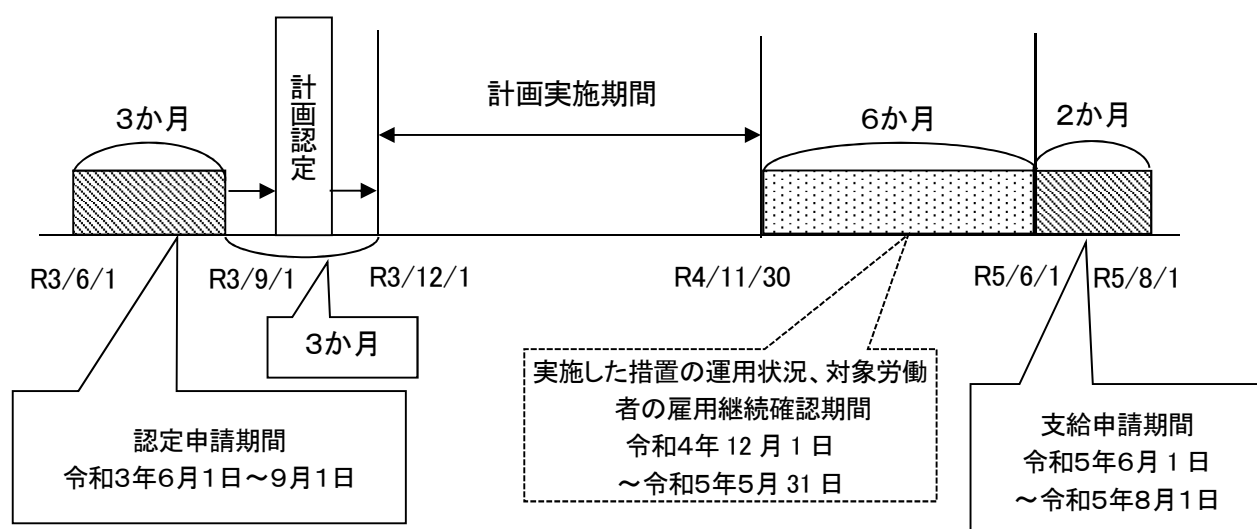 3か月
計画認定
計画実施期間
6か月
2か月
R3/6/1
R3/9/1
R3/12/1
R4/11/30
R5/6/1
R5/8/1
3か月
認定申請期間
令和3年6月1日～9月1日
実施した措置の運用状況、対象労働
者の雇用継続確認期間
令和4年 12 月 1 日
～令和5年5月 31 日
支給申請期間
令和5年6月 1 日
～令和5年8月1日